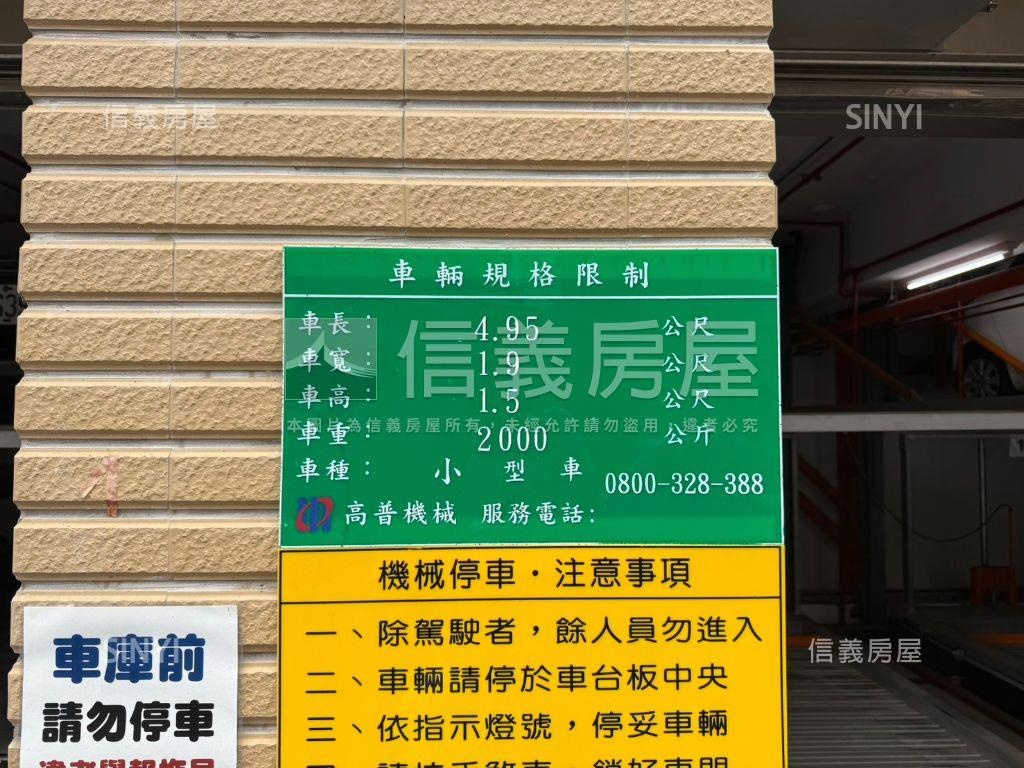 信義房屋
SINYI
車輛規格限制
車長： 4.95 公尺
車寬： 1.9 公尺
車高： 1.5 公尺
車重： 2000 公斤
車種： 小型車
0800-328-388
高普機械 服務電話：
信義房屋
本圖片為信義房屋所有，未經允許請勿盜用，違者必究
機械停車・注意事項
一、除駕駛者，餘人員勿進入
二、車輛請停於車台板中央
三、依指示燈號，停妥車輛
車庫前
請勿停車
SINYI
信義房屋